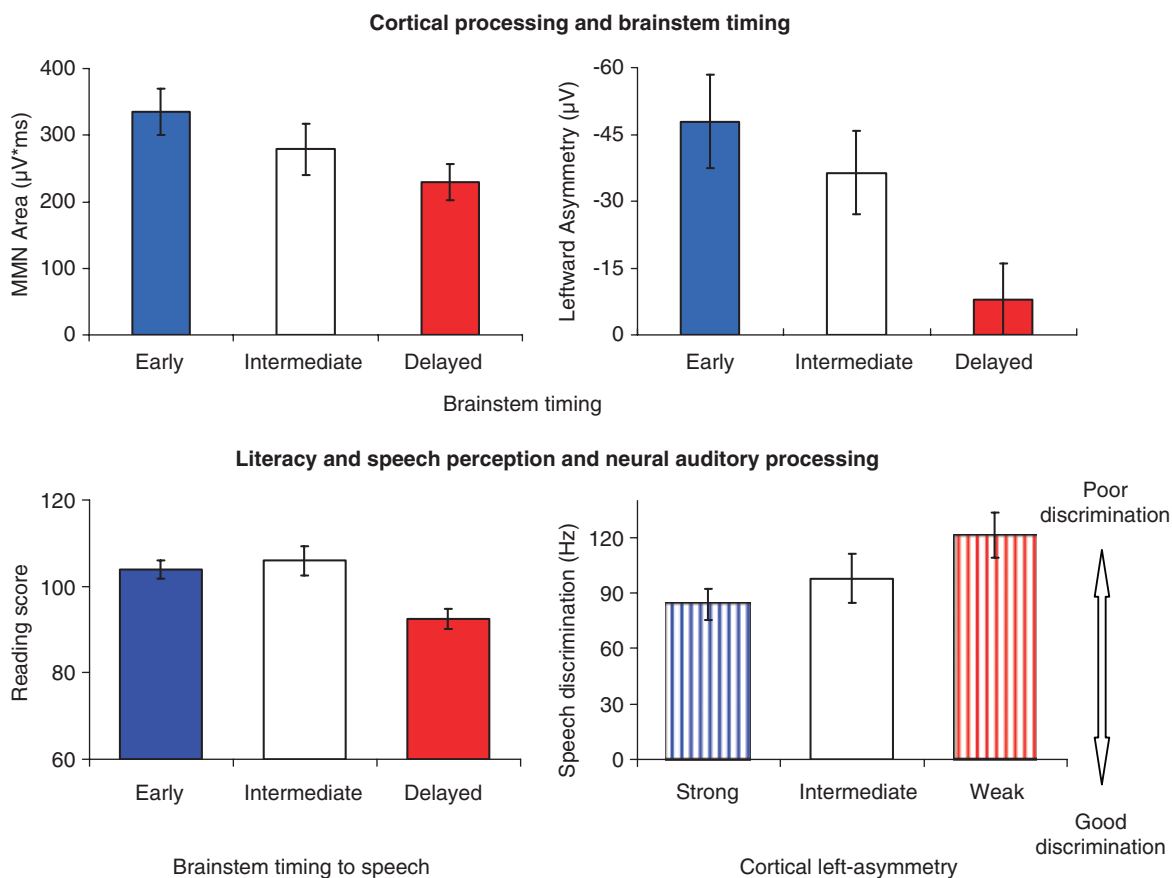 Cortical processing and brainstem timing
MMN Area (µV*ms)
400
300
200
100
0
Early Intermediate Delayed
Leftward Asymmetry (µV)
-60
-45
-30
-15
0
Early Intermediate Delayed
Brainstem timing
Literacy and speech perception and neural auditory processing
Reading score
120
100
80
60
Early Intermediate Delayed
Brainstem timing to speech
Speech discrimination (Hz)
120
90
60
30
0
Strong Intermediate Weak
Cortical left-asymmetry
Poor
discrimination
Good
discrimination